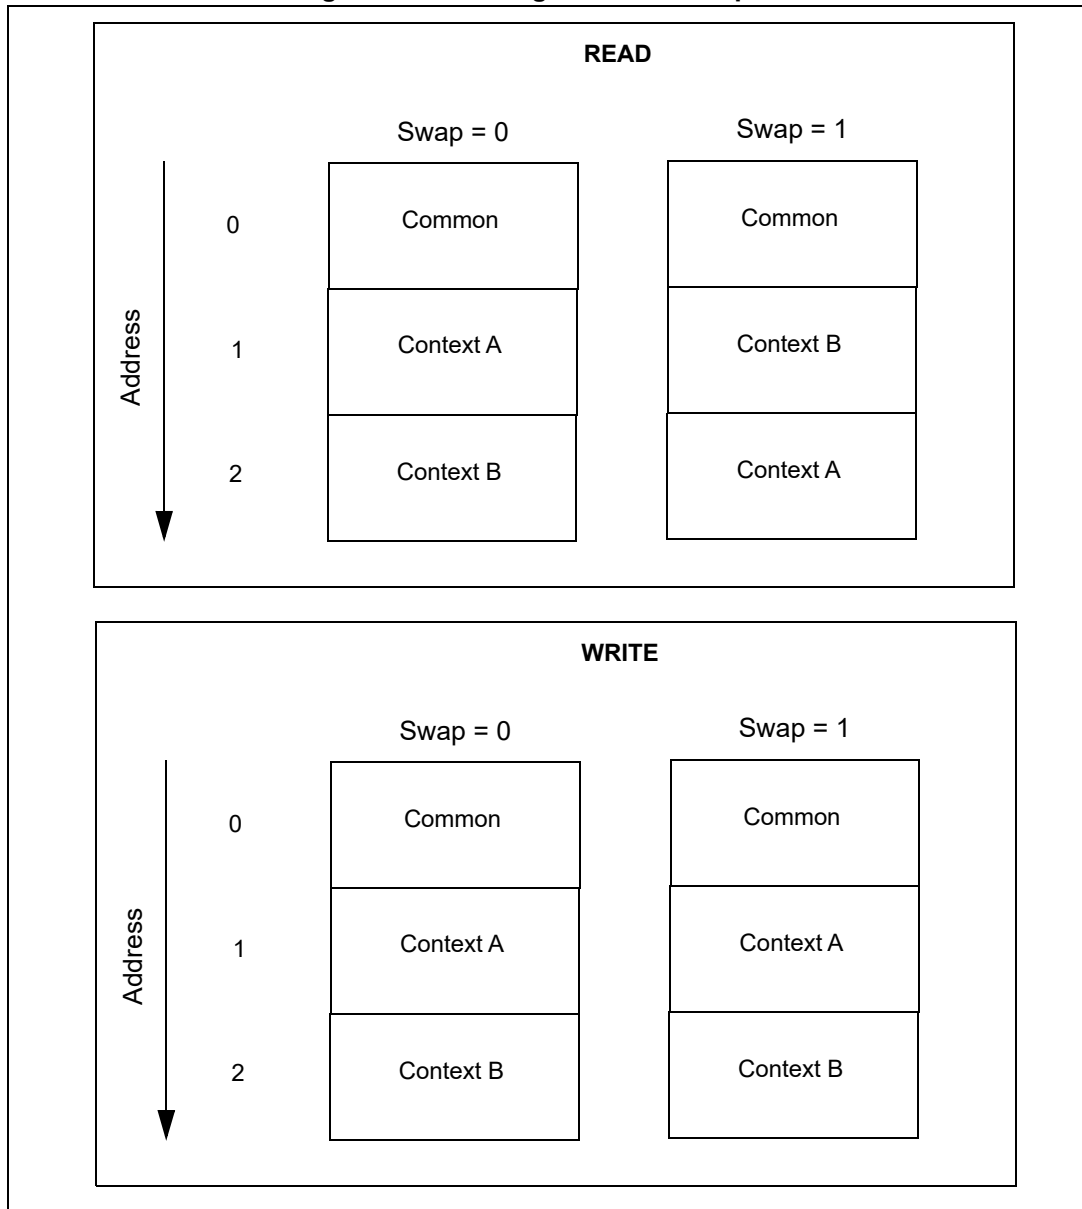 READ
Swap = 0 Swap = 1
0 Common Common
Address
1 Context A Context B
2 Context B Context A
WRITE
Swap = 0 Swap = 1
0 Common Common
Address
1 Context A Context A
2 Context B Context B